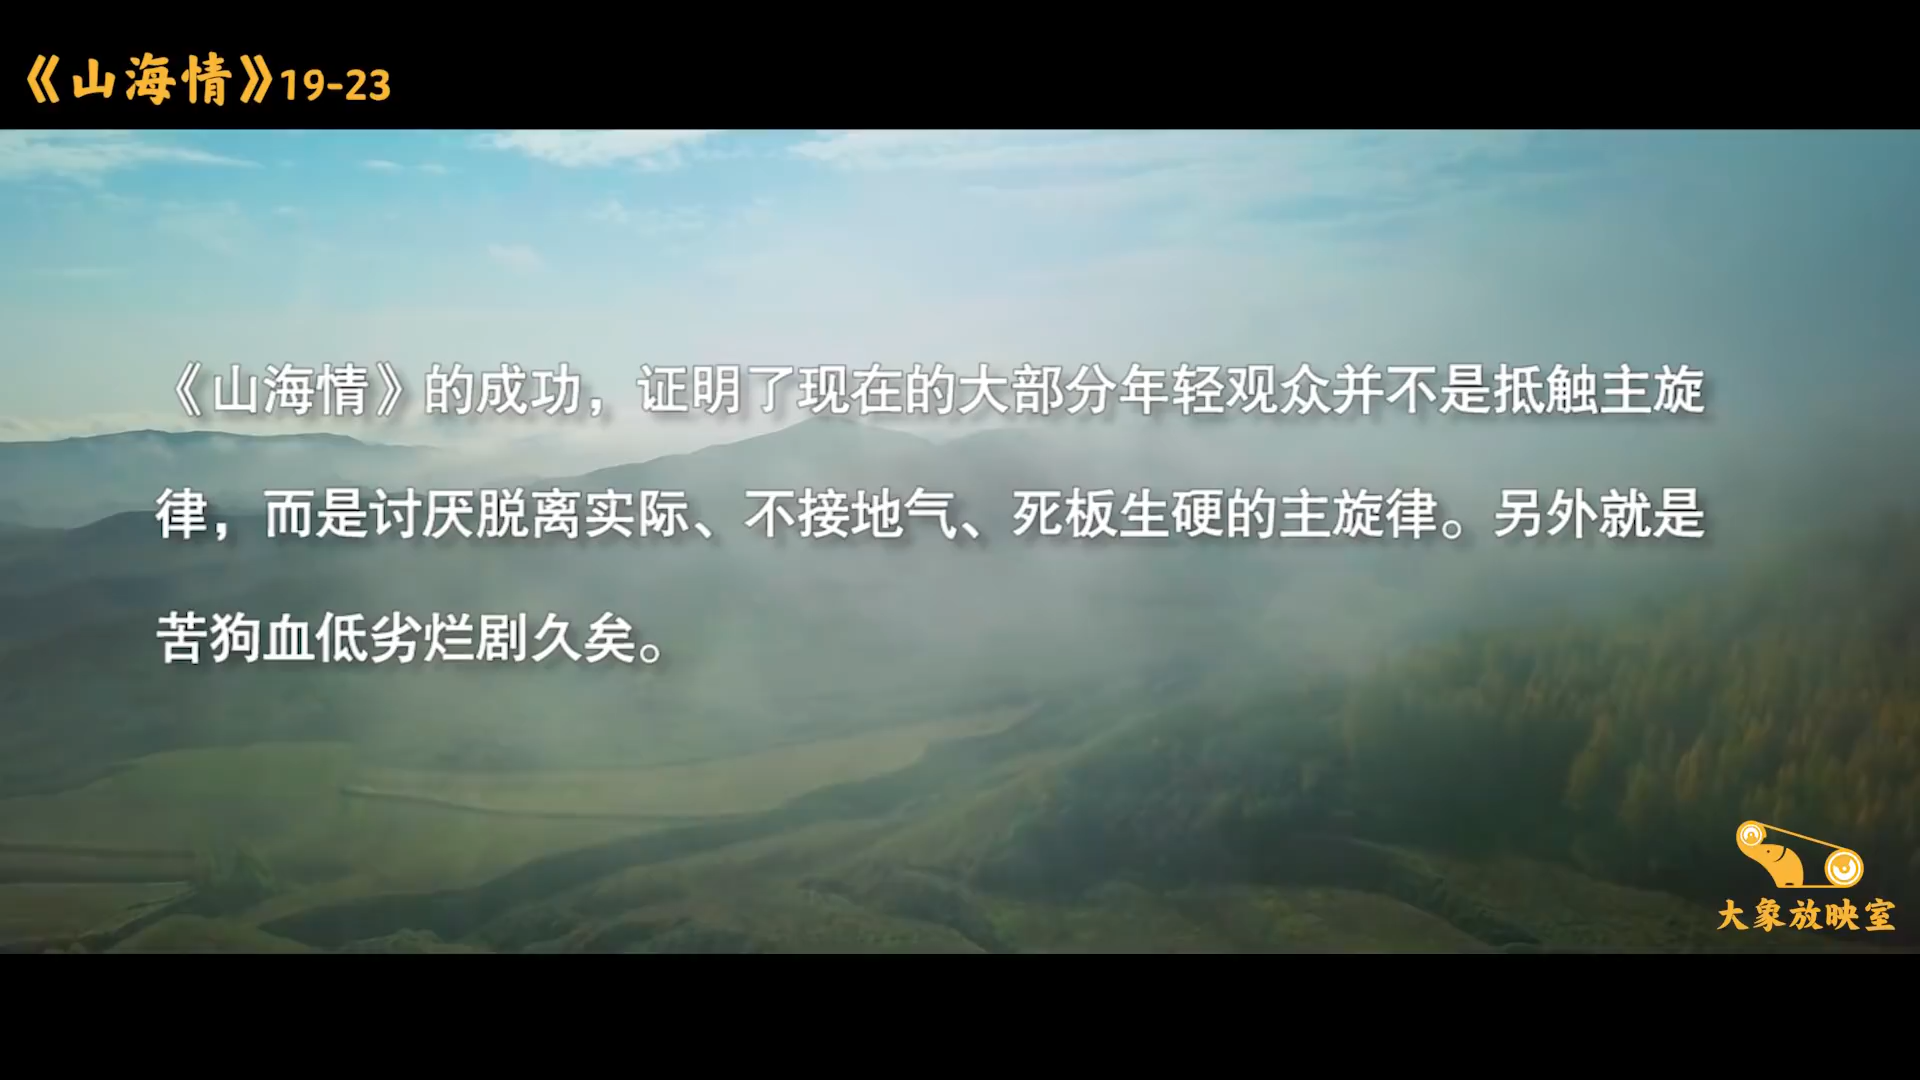 《山海情》19-23
《山海情》的成功，证明了现在的大部分年轻观众并不是抵触主旋
律，而是讨厌脱离实际、不接地气、死板生硬的主旋律。另外就是
苦狗血低劣烂剧久矣。
大象放映室